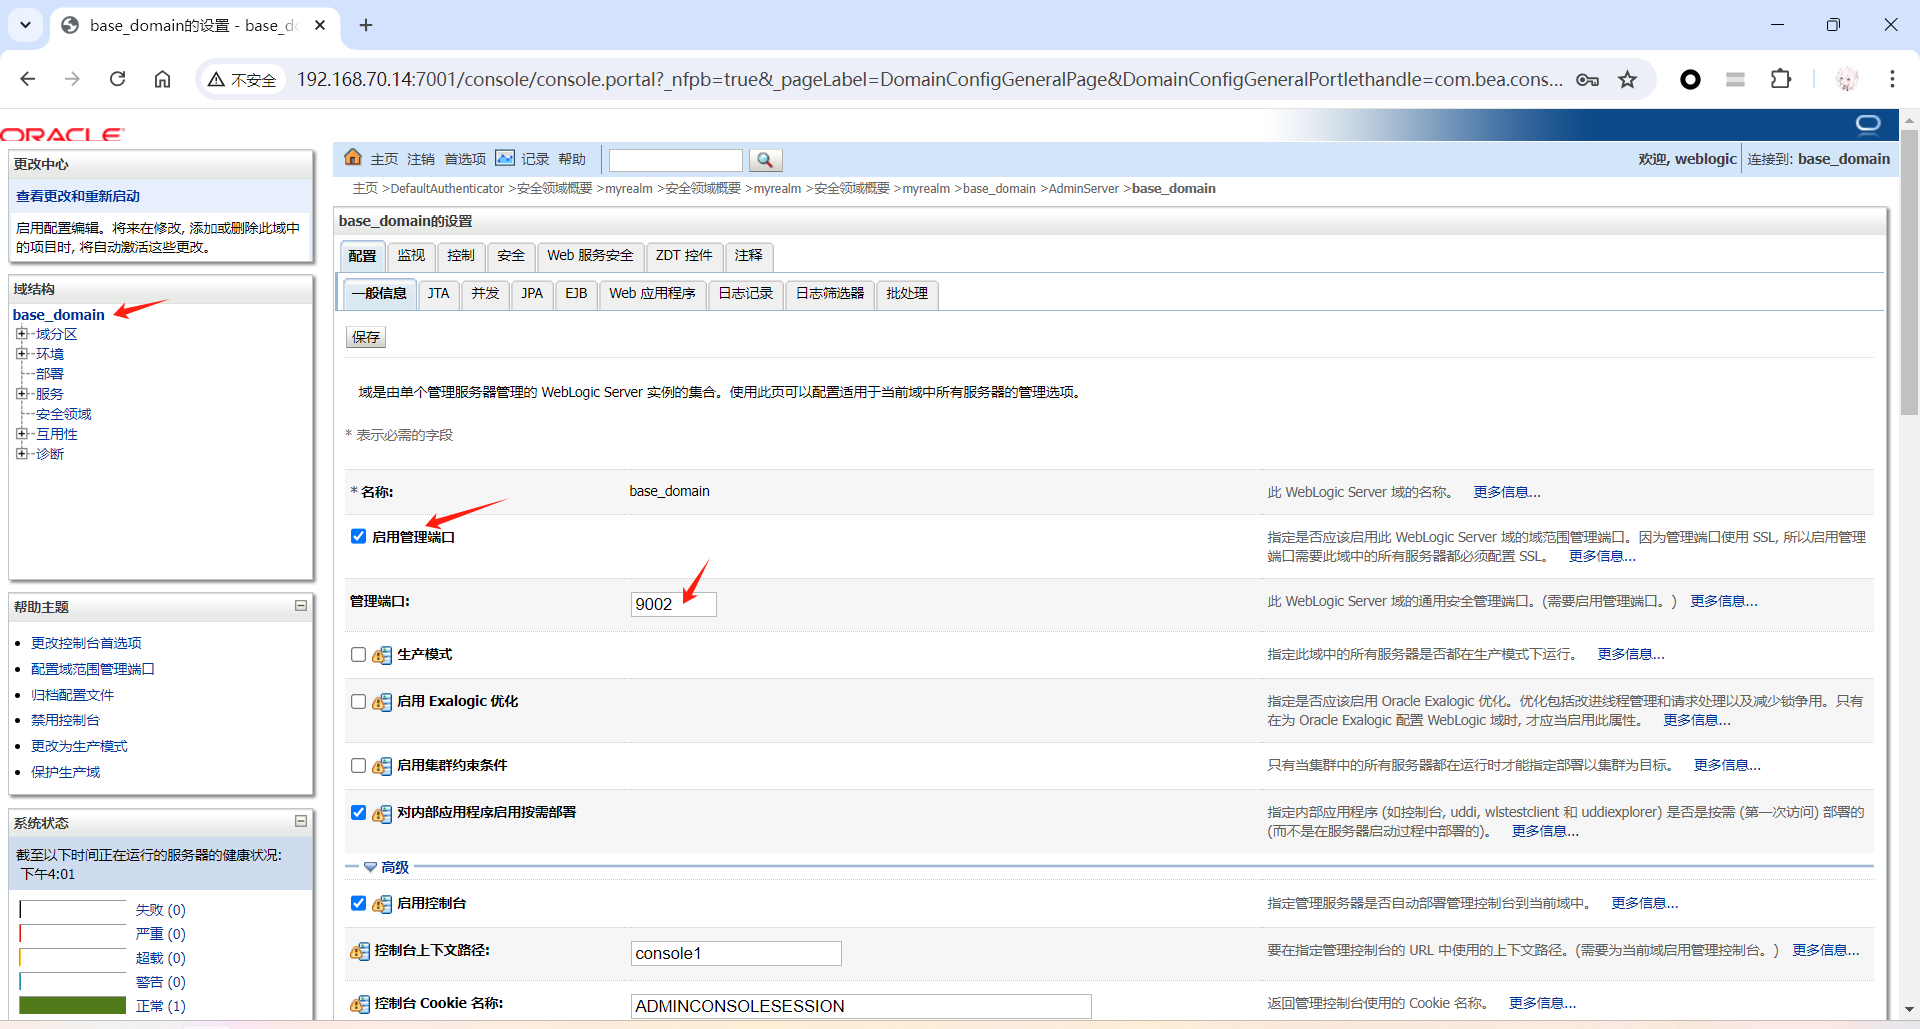 base_domain的设置 - base_do
不安全
192.168.70.14:7001/console/console.portal?_nfpb=true&_pageLabel=DomainConfigGeneralPage&DomainConfigGeneralPortlethandle=com.bea.cons...
ORACLE
更改中心
查看更改和重新启动
启用配置编辑。将来在修改, 添加或删除此域中
的项目时, 将自动激活这些更改。
域结构
base_domain
域分区
环境
部署
服务
安全领域
互用性
诊断
帮助主题
更改控制台首选项
配置域范围管理端口
归档配置文件
禁用控制台
更改为生产模式
保护生产域
系统状态
截至以下时间正在运行的服务器的健康状况:
下午4:01
失败 (0)
严重 (0)
超载 (0)
警告 (0)
正常 (1)
主页 注销 首选项 记录 帮助
欢迎, weblogic 连接到: base_domain
主页 >DefaultAuthenticator >安全领域概要 >myrealm >安全领域概要 >myrealm >安全领域概要 >myrealm >base_domain >AdminServer >base_domain
base_domain的设置
配置 监视 控制 安全 Web 服务安全 ZDT 控件 注释
一般信息 JTA 并发 JPA EJB Web 应用程序 日志记录 日志筛选器 批处理
保存
域是由单个管理服务器管理的 WebLogic Server 实例的集合。使用此页可以配置适用于当前域中所有服务器的管理选项。
* 表示必需的字段
* 名称: base_domain 此 WebLogic Server 域的名称。 更多信息...
启用管理端口 指定是否应该启用此 WebLogic Server 域的域范围管理端口。因为管理端口使用 SSL, 所以启用管理
端口需要此域中的所有服务器都必须配置 SSL。 更多信息...
管理端口: 9002 此 WebLogic Server 域的通用安全管理端口。(需要启用管理端口。) 更多信息...
生产模式 指定此域中的所有服务器是否都在生产模式下运行。 更多信息...
启用 Exalogic 优化 指定是否应该启用 Oracle Exalogic 优化。优化包括改进线程管理和请求处理以及减少锁争用。只有
在为 Oracle Exalogic 配置 WebLogic 域时, 才应当启用此属性。 更多信息...
启用集群约束条件 只有当集群中的所有服务器都在运行时才能指定部署以集群为目标。 更多信息...
对内部应用程序启用按需部署 指定内部应用程序 (如控制台, uddi, wlstestclient 和 uddiexplorer) 是否是按需 (第一次访问) 部署的
(而不是在服务器启动过程中部署的)。 更多信息...
高级
启用控制台 指定管理服务器是否自动部署管理控制台到当前域中。 更多信息...
控制台上下文路径: console1 要在指定管理控制台的 URL 中使用的上下文路径。(需要为当前域启用管理控制台。) 更多信息...
控制台 Cookie 名称: ADMINCONSOLESESSION 返回管理控制台使用的 Cookie 名称。 更多信息...